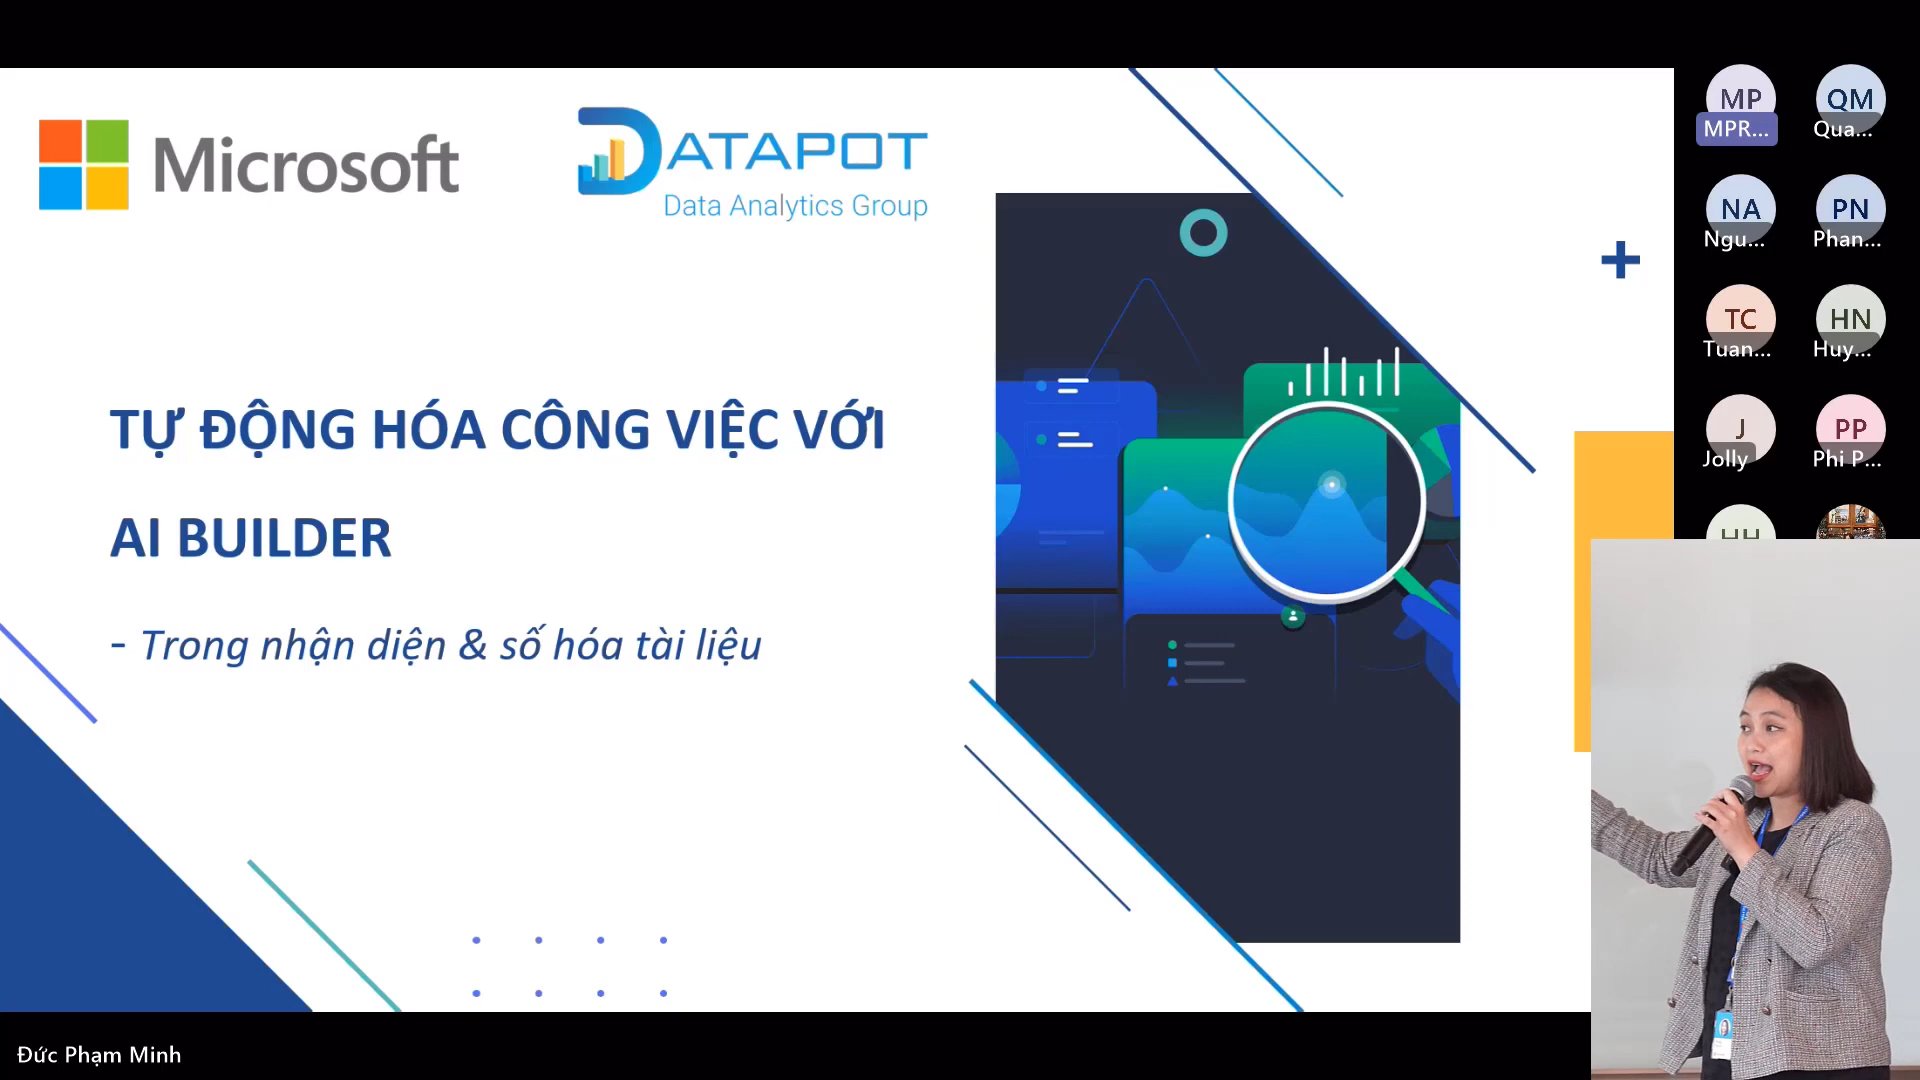 Microsoft
DATAPOT
Data Analytics Group
TỰ ĐỘNG HÓA CÔNG VIỆC VỚI
AI BUILDER
- Trong nhận diện & số hóa tài liệu
MP
MPR...
QM
Qua...
NA
Ngu...
PN
Phan...
TC
Tuan...
HN
Huy...
J
Jolly
PP
Phi P...
HH
Đức Phạm Minh